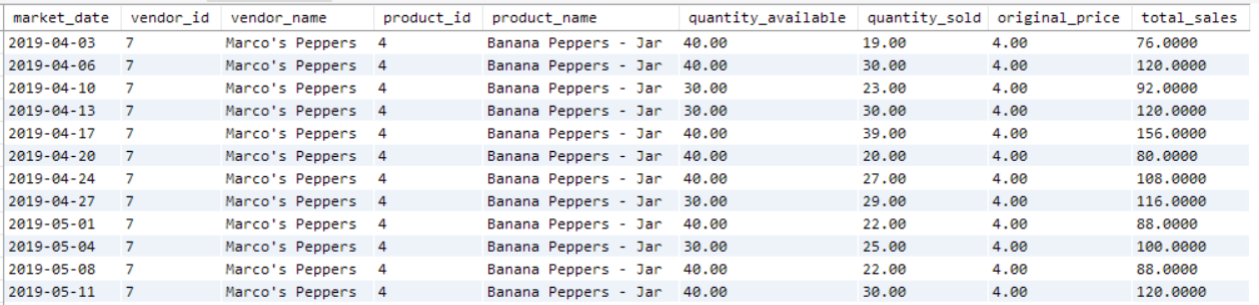 market_date vendor_id vendor_name product_id product_name quantity_available quantity_sold original_price total_sales
2019-04-03 7 Marco's Peppers 4 Banana Peppers - Jar 40.00 19.00 4.00 76.0000
2019-04-06 7 Marco's Peppers 4 Banana Peppers - Jar 40.00 30.00 4.00 120.0000
2019-04-10 7 Marco's Peppers 4 Banana Peppers - Jar 30.00 23.00 4.00 92.0000
2019-04-13 7 Marco's Peppers 4 Banana Peppers - Jar 30.00 30.00 4.00 120.0000
2019-04-17 7 Marco's Peppers 4 Banana Peppers - Jar 40.00 39.00 4.00 156.0000
2019-04-20 7 Marco's Peppers 4 Banana Peppers - Jar 40.00 20.00 4.00 80.0000
2019-04-24 7 Marco's Peppers 4 Banana Peppers - Jar 40.00 27.00 4.00 108.0000
2019-04-27 7 Marco's Peppers 4 Banana Peppers - Jar 30.00 29.00 4.00 116.0000
2019-05-01 7 Marco's Peppers 4 Banana Peppers - Jar 40.00 22.00 4.00 88.0000
2019-05-04 7 Marco's Peppers 4 Banana Peppers - Jar 30.00 25.00 4.00 100.0000
2019-05-08 7 Marco's Peppers 4 Banana Peppers - Jar 40.00 22.00 4.00 88.0000
2019-05-11 7 Marco's Peppers 4 Banana Peppers - Jar 40.00 30.00 4.00 120.0000